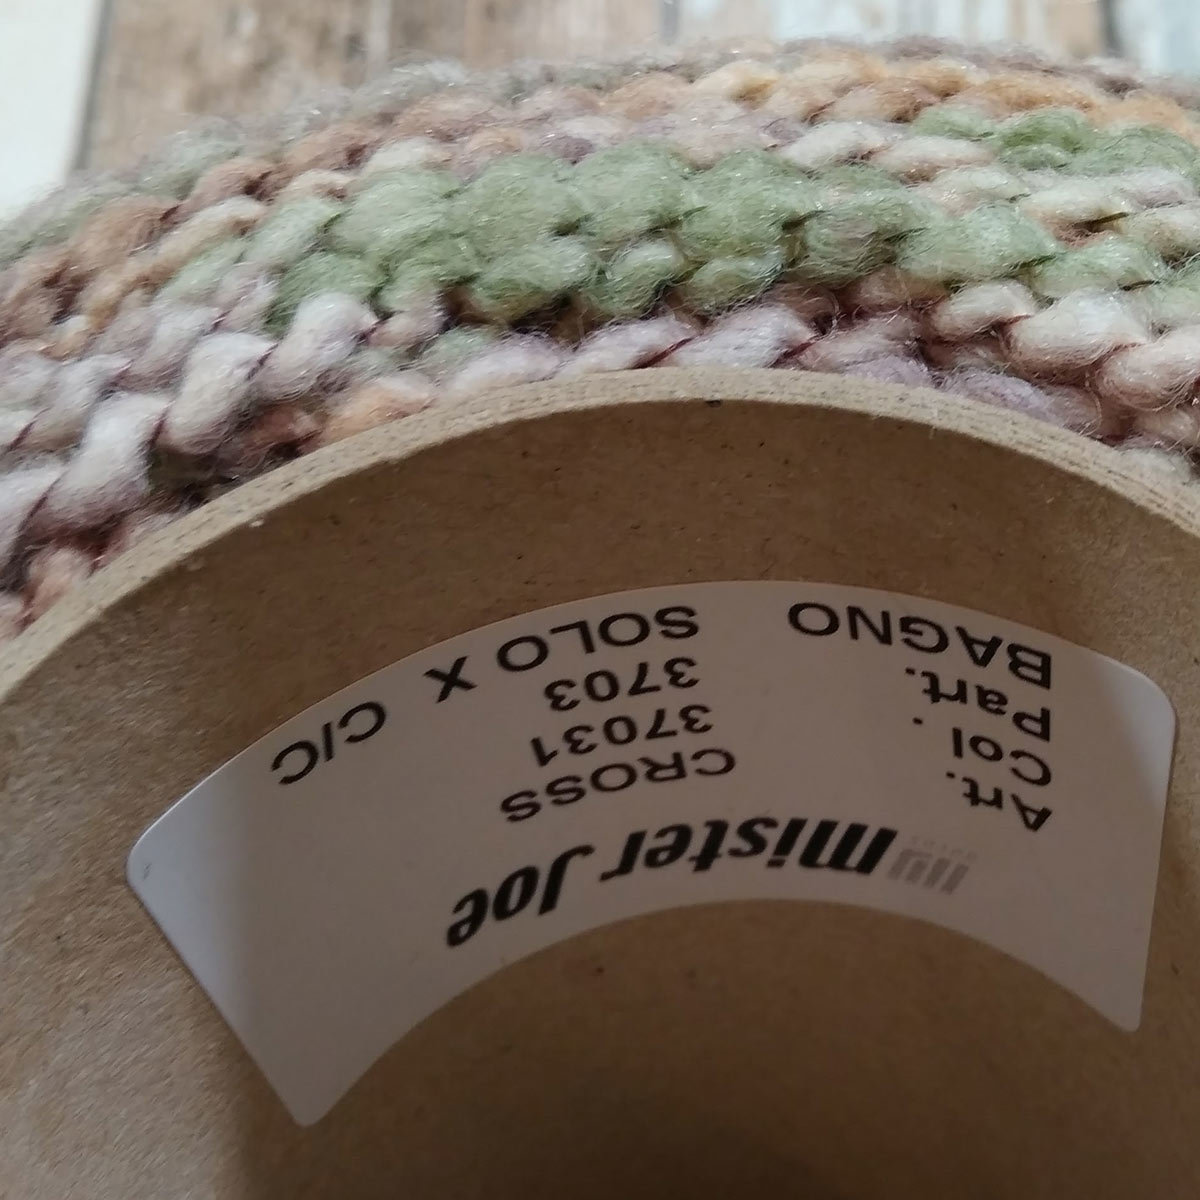 mister Joe
Art. CROSS
Col . 37031
Part. 3703
BAGNO SOLO X C/C